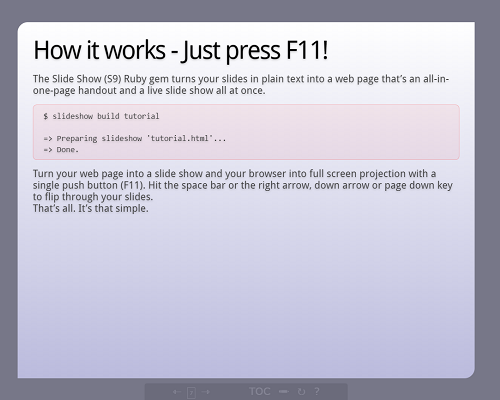 How it works - Just press F11!
The Slide Show (S9) Ruby gem turns your slides in plain text into a web page that's an all-in-
one-page handout and a live slide show all at once.
$ slideshow build tutorial
=> Preparing slideshow 'tutorial.html'...
=> Done.
Turn your web page into a slide show and your browser into full screen projection with a
single push button (F11). Hit the space bar or the right arrow, down arrow or page down key
to flip through your slides.
That's all. It's that simple.
TOC ?